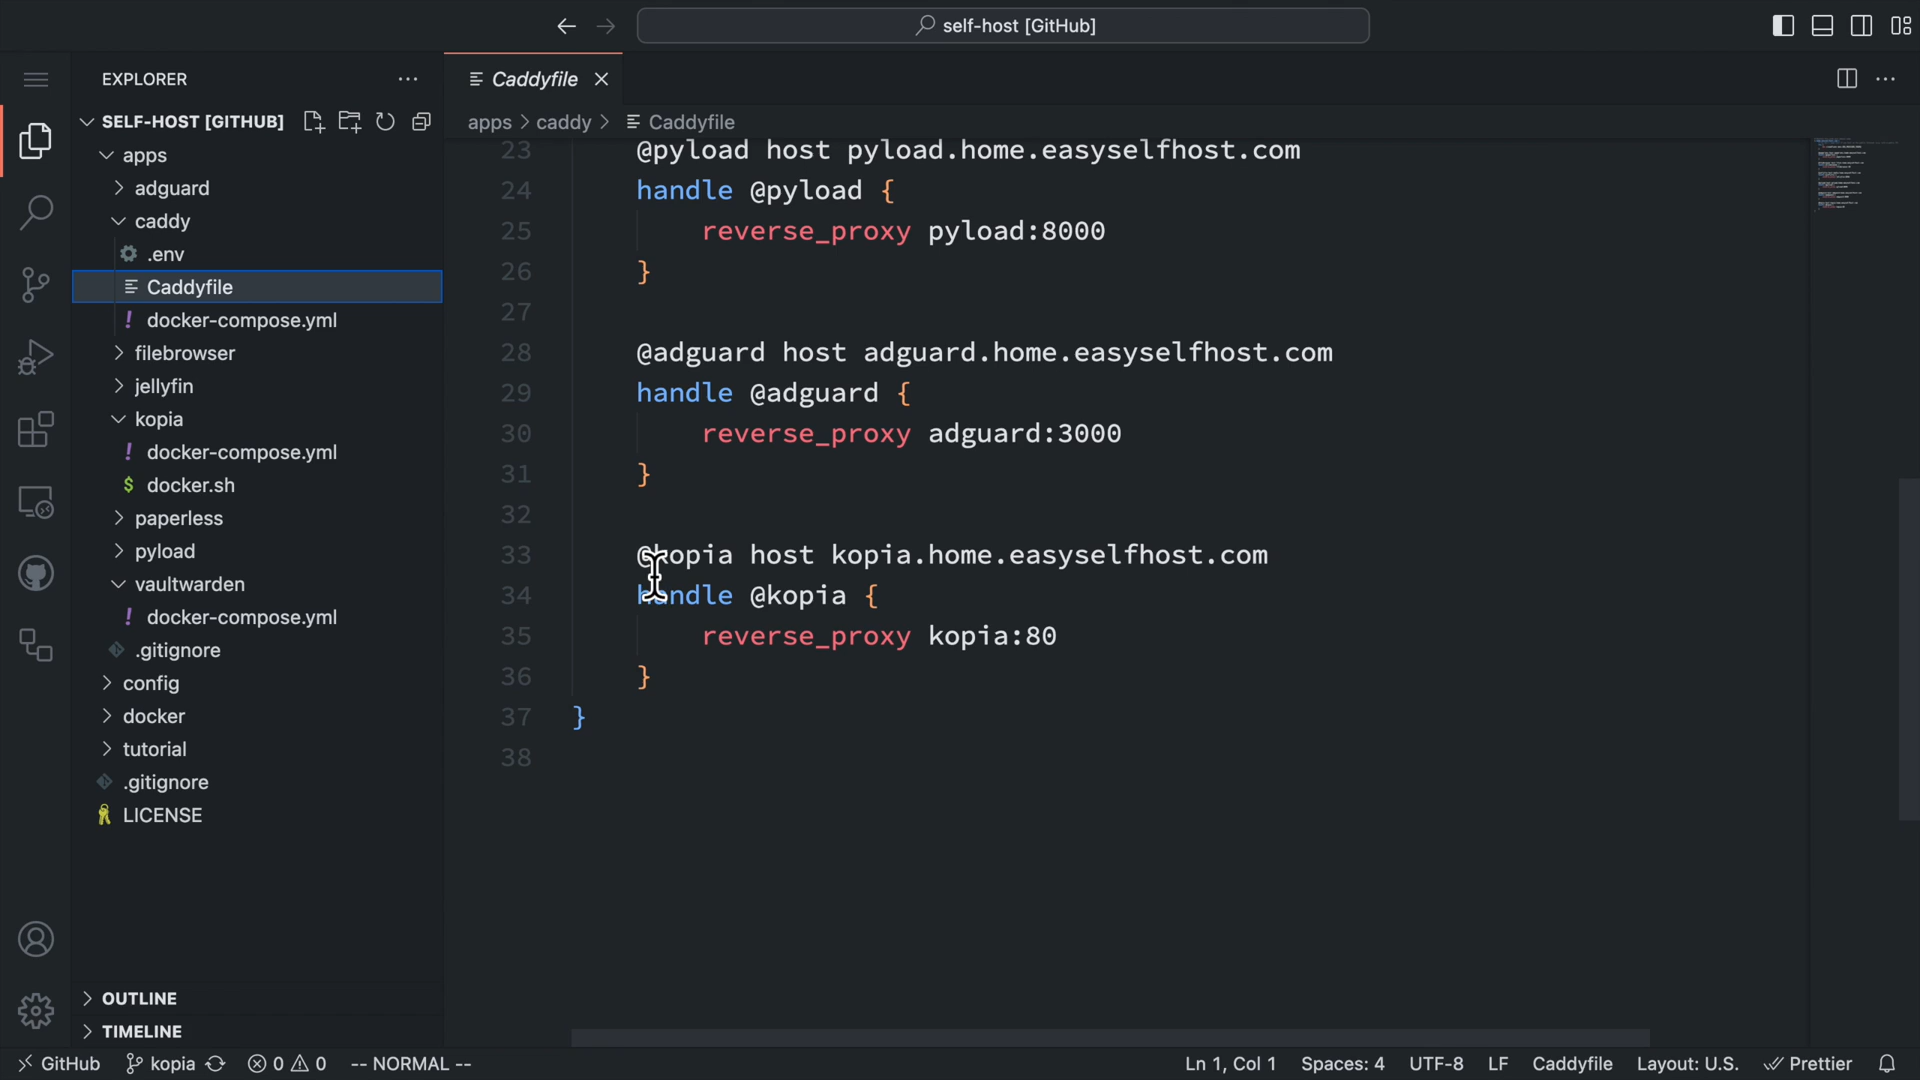 self-host [GitHub]
EXPLORER
Caddyfile
SELF-HOST [GITHUB]
apps > caddy > Caddyfile
apps
adguard
caddy
.env
Caddyfile
docker-compose.yml
filebrowser
jellyfin
kopia
docker-compose.yml
$ docker.sh
paperless
pyload
vaultwarden
docker-compose.yml
.gitignore
config
docker
tutorial
.gitignore
LICENSE
OUTLINE
TIMELINE
23 @pyload host pyload.home.easyselfhost.com
24 handle @pyload {
25 reverse_proxy pyload:8000
26 }
27
28 @adguard host adguard.home.easyselfhost.com
29 handle @adguard {
30 reverse_proxy adguard:3000
31 }
32
33 @kopia host kopia.home.easyselfhost.com
34 handle @kopia {
35 reverse_proxy kopia:80
36 }
37 }
38
GitHub kopia 0 0 -- NORMAL -- Ln 1, Col 1 Spaces: 4 UTF-8 LF Caddyfile Layout: U.S. Prettier